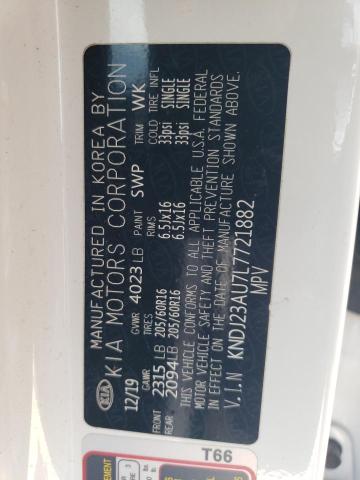 MANUFACTURED IN KOREA BY
KIA KIA MOTORS CORPORATION
12/19 GVWR 4023 LB PAINT SWP TRIM WK
GAWR TIRES RIMS COLD TIRE INFL
FRONT 2315 LB 205/60R16 6.5JX16 33psi SINGLE
REAR 2094 LB 205/60R16 6.5JX16 33psi SINGLE
THIS VEHICLE CONFORMS TO ALL APPLICABLE U.S.A. FEDERAL
MOTOR VEHICLE SAFETY AND THEFT PREVENTION STANDARDS
IN EFFECT ON THE DATE OF MANUFACTURE SHOWN ABOVE.
V.I.N KNDJ23AU7L7721882
MPV
T66